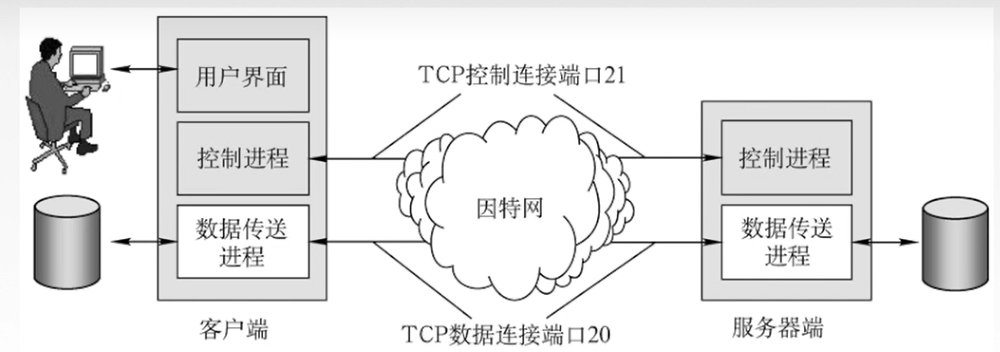 用户界面
TCP控制连接端口21
控制进程
控制进程
因特网
数据传送
进程
数据传送
进程
客户端
TCP数据连接端口20
服务器端